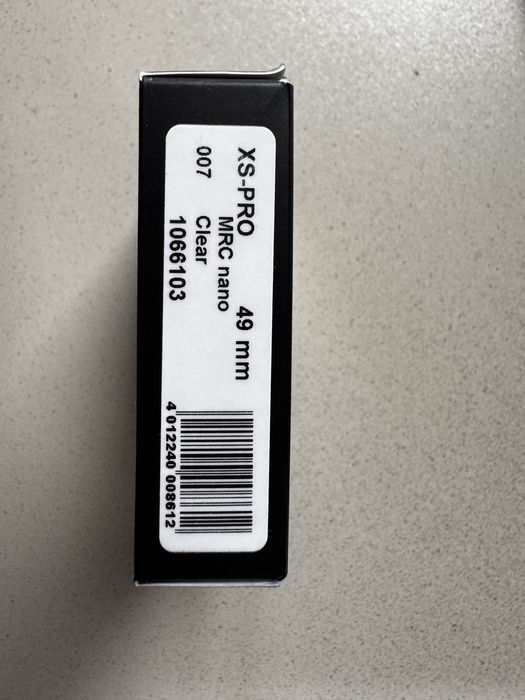 XS-PRO 49 mm
MRC nano
007 Clear
1066103
4 012240 008612